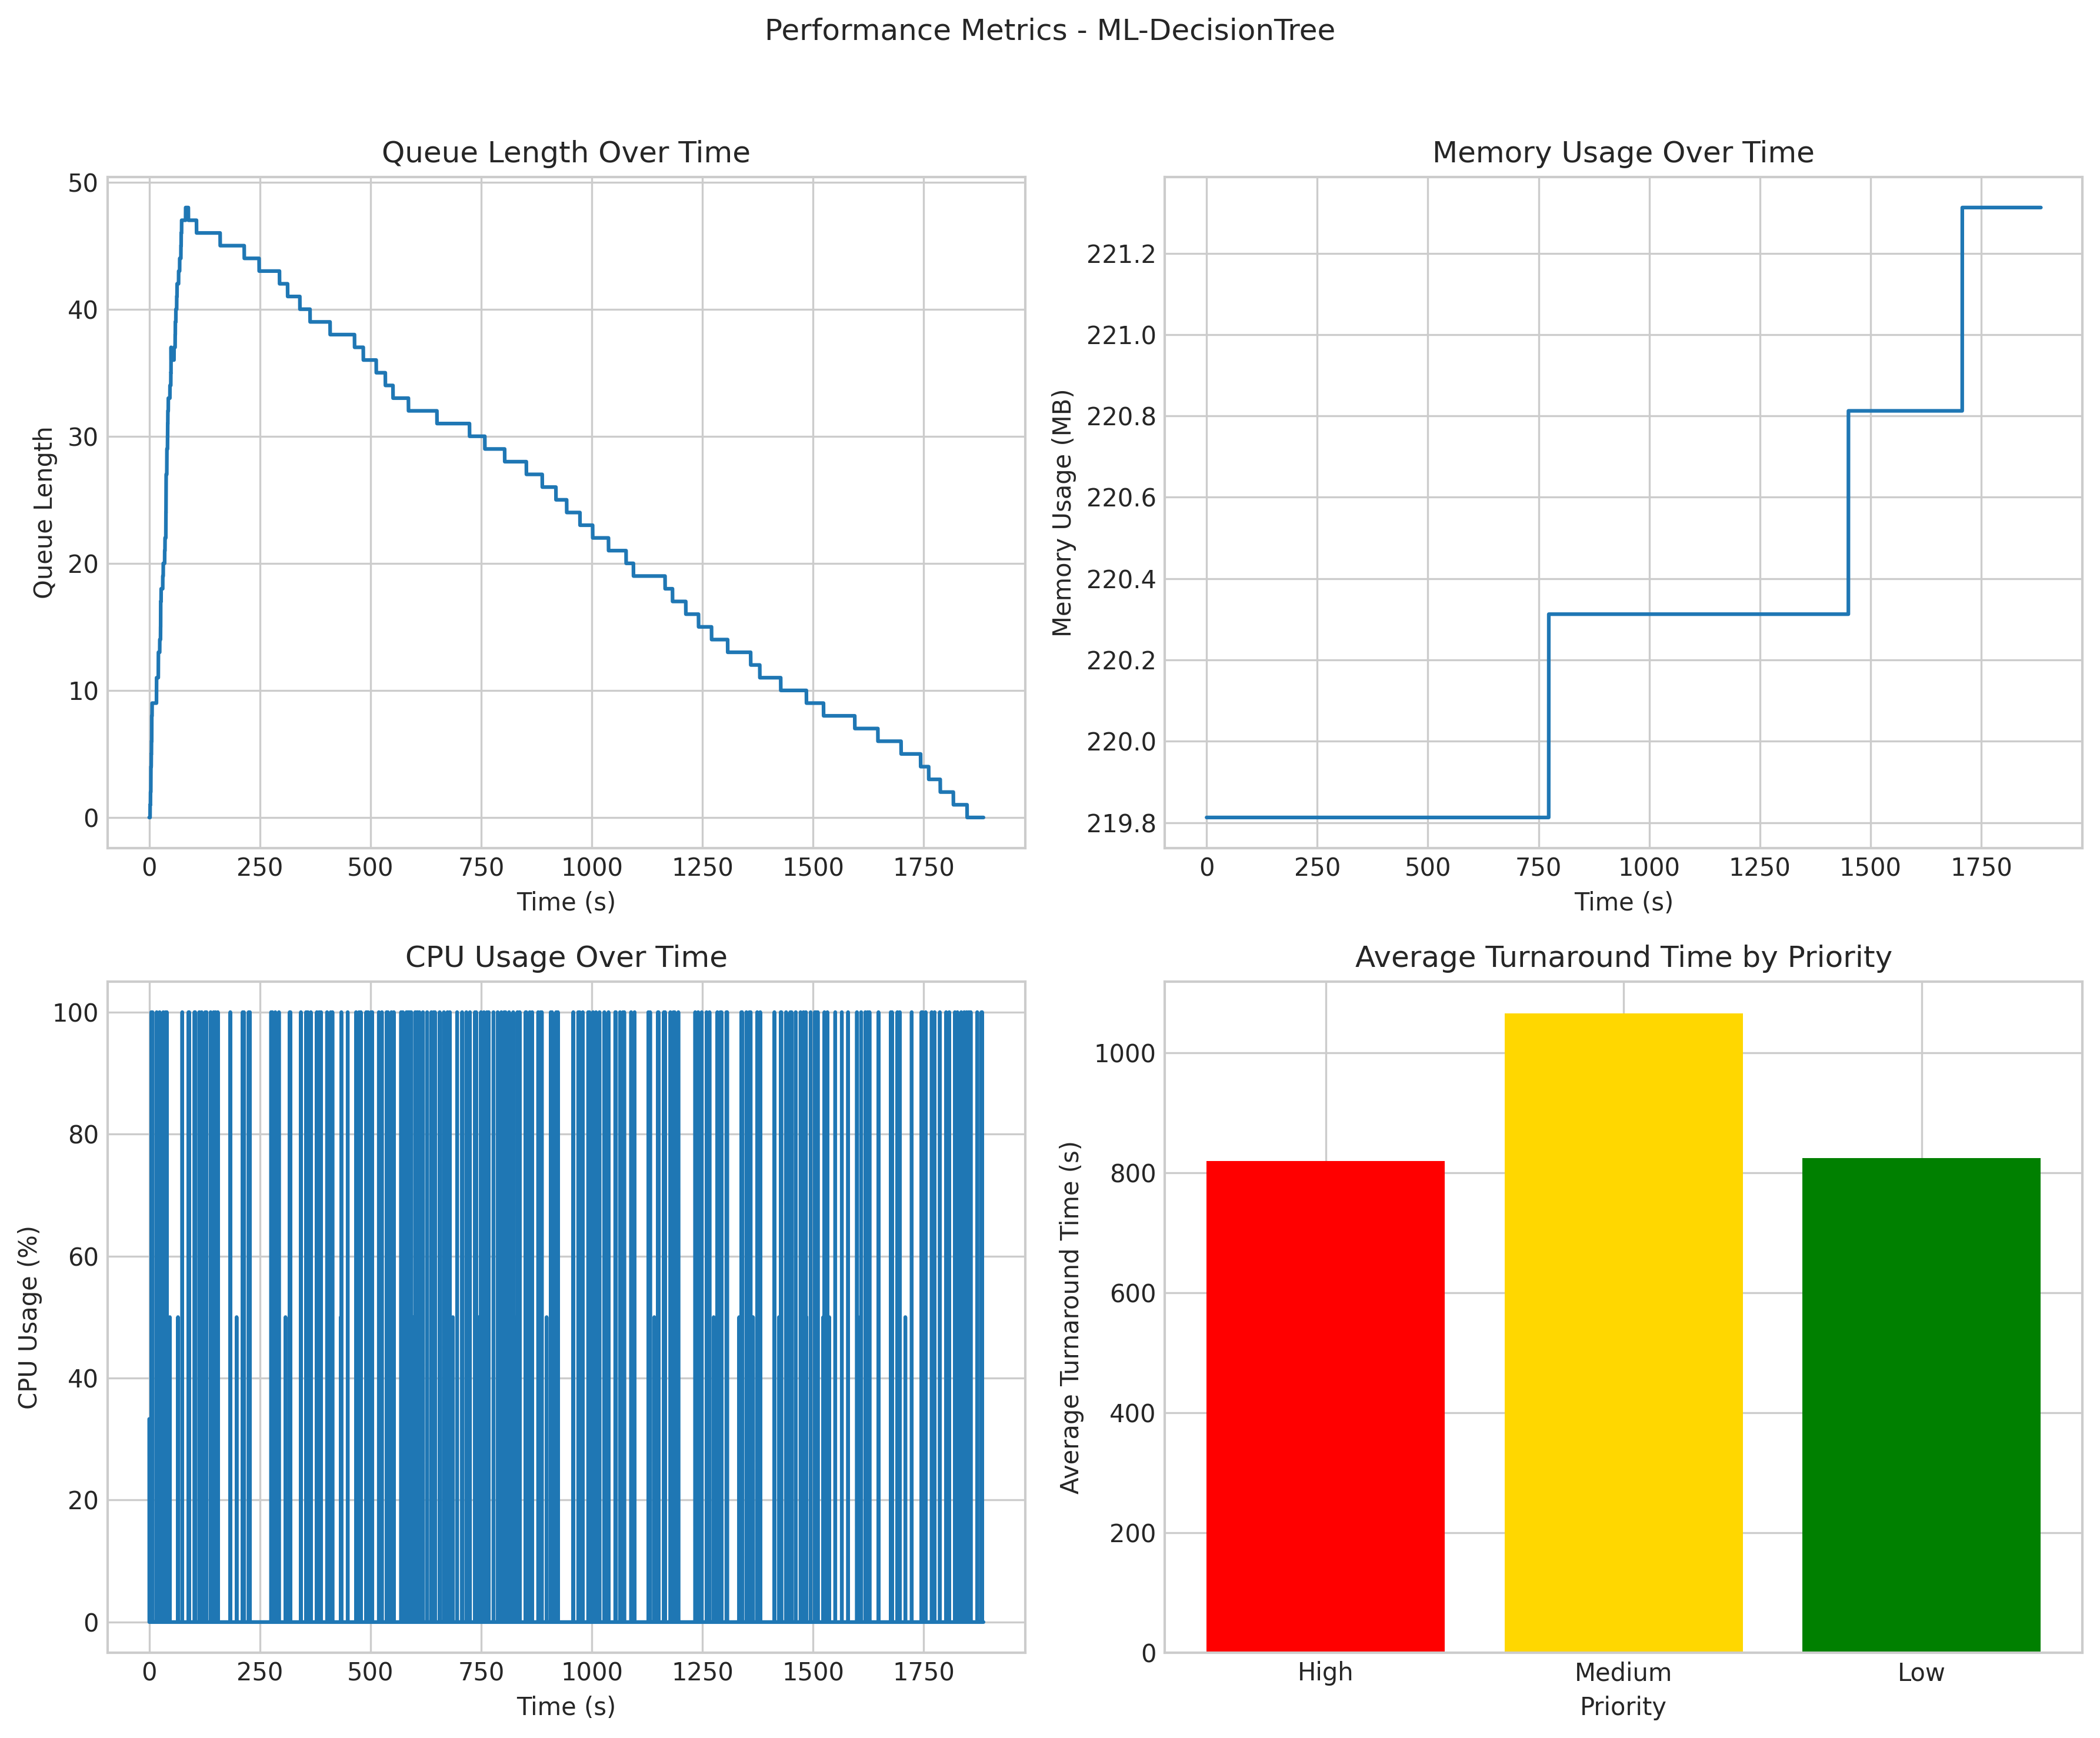 Performance Metrics - ML-DecisionTree
Queue Length Over Time
50
40
30
20
10
0
Queue Length
0 250 500 750 1000 1250 1500 1750
Time (s)
Memory Usage Over Time
221.2
221.0
220.8
220.6
220.4
220.2
220.0
219.8
Memory Usage (MB)
0 250 500 750 1000 1250 1500 1750
Time (s)
CPU Usage Over Time
100
80
60
40
20
0
CPU Usage (%)
0 250 500 750 1000 1250 1500 1750
Time (s)
Average Turnaround Time by Priority
1000
800
600
400
200
0
Average Turnaround Time (s)
High Medium Low
Priority